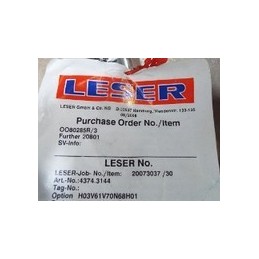 LESER
LESER GmbH & Co. KG
Purchase Order No./Item
OO80285R/3
Further 20801
SV-Info:
LESER No.
LESER-Job- No./Item: 20073037 /30
Art.-No.:4374.3144
Tag-No.:
Option H03V61V70N68H01